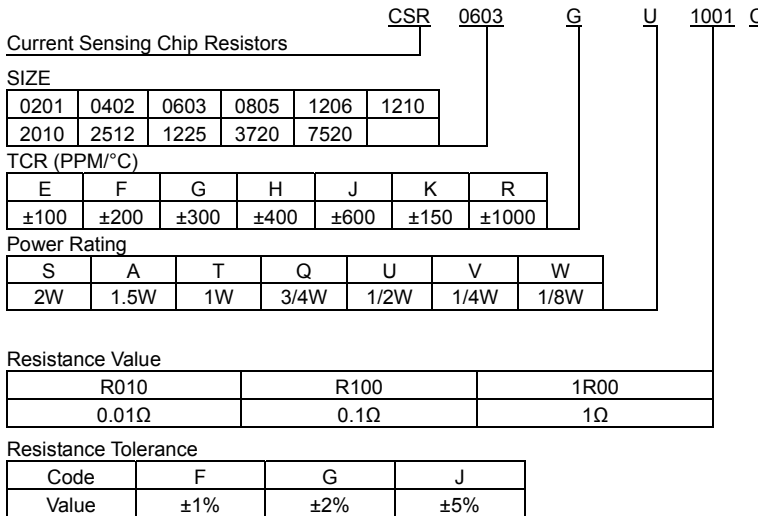 CSR 0603 G U 1001
Current Sensing Chip Resistors
SIZE
0201 0402 0603 0805 1206 1210
2010 2512 1225 3720 7520
TCR (PPM/°C)
E F G H J K R
±100 ±200 ±300 ±400 ±600 ±150 ±1000
Power Rating
S A T Q U V W
2W 1.5W 1W 3/4W 1/2W 1/4W 1/8W
Resistance Value
R010 R100 1R00
0.01Ω 0.1Ω 1Ω
Resistance Tolerance
Code F G J
Value ±1% ±2% ±5%